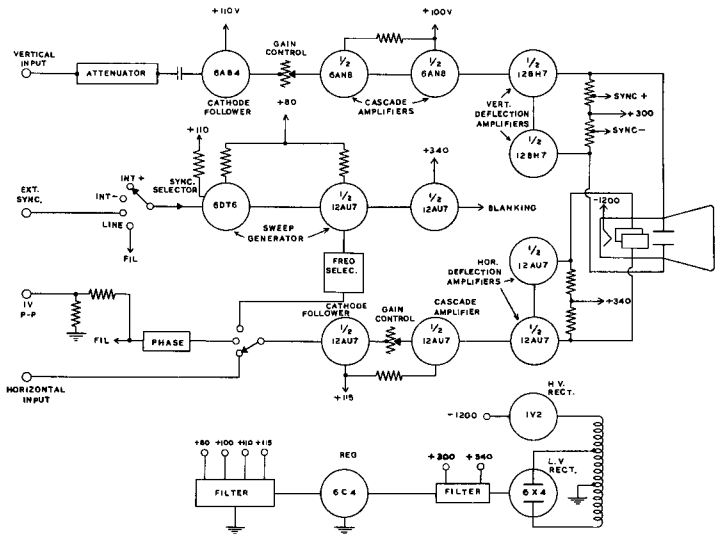 +110V
+100V
VERTICAL
INPUT
ATTENUATOR
6AB4
CATHODE
FOLLOWER
GAIN
CONTROL
1/2
6AN8
1/2
6AN8
CASCADE
AMPLIFIERS
1/2
12BH7
VERT.
DEFLECTION
AMPLIFIERS
1/2
12BH7
SYNC +
+300
SYNC-
+80
+110
+340
INT +
SYNC.
SELECTOR
INT-
EXT.
SYNC.
LINE
FIL
6DT6
SWEEP
GENERATOR
1/2
12AU7
1/2
12AU7
BLANKING
-1200
FREQ
SELEC.
HOR.
DEFLECTION
AMPLIFIERS
1/2
12AU7
+340
1V
P-P
FIL
PHASE
CATHODE
FOLLOWER
1/2
12AU7
GAIN
CONTROL
CASCADE
AMPLIFIER
1/2
12AU7
1/2
12AU7
+115
HORIZONTAL
INPUT
H.V.
RECT.
-1200
1V2
+80 +100 +110 +115
FILTER
REG
6C4
+300 +340
FILTER
L.V
RECT.
6X4